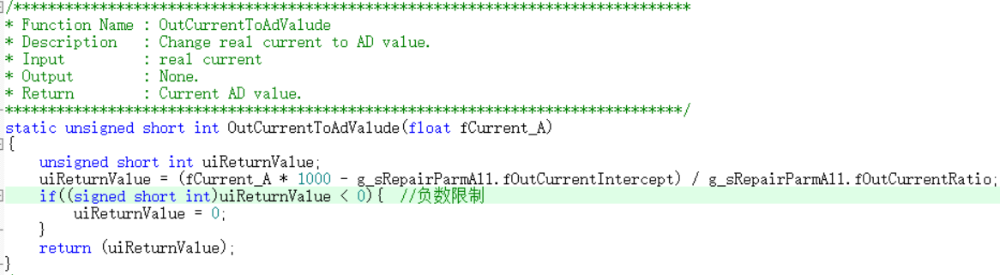 /*******************************************************************************
* Function Name : OutCurrentToAdValude
* Description   : Change real current to AD value.
* Input         : real current
* Output        : None.
* Return        : Current AD value.
*******************************************************************************/
static unsigned short int OutCurrentToAdValude(float fCurrent_A)
{
    unsigned short int uiReturnValue;
    uiReturnValue = (fCurrent_A * 1000 - g_sRepairParmAll.fOutCurrentIntercept) / g_sRepairParmAll.fOutCurrentRatio;
    if((signed short int)uiReturnValue < 0){  //负数限制
        uiReturnValue = 0;
    }
    return (uiReturnValue);
}